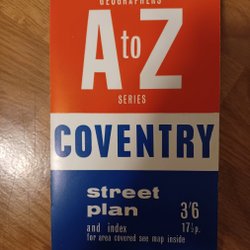 GEOGRAPHERS'
A to Z
SERIES
COVENTRY
street
plan
3'6
and index
17½p.
for area covered see map inside